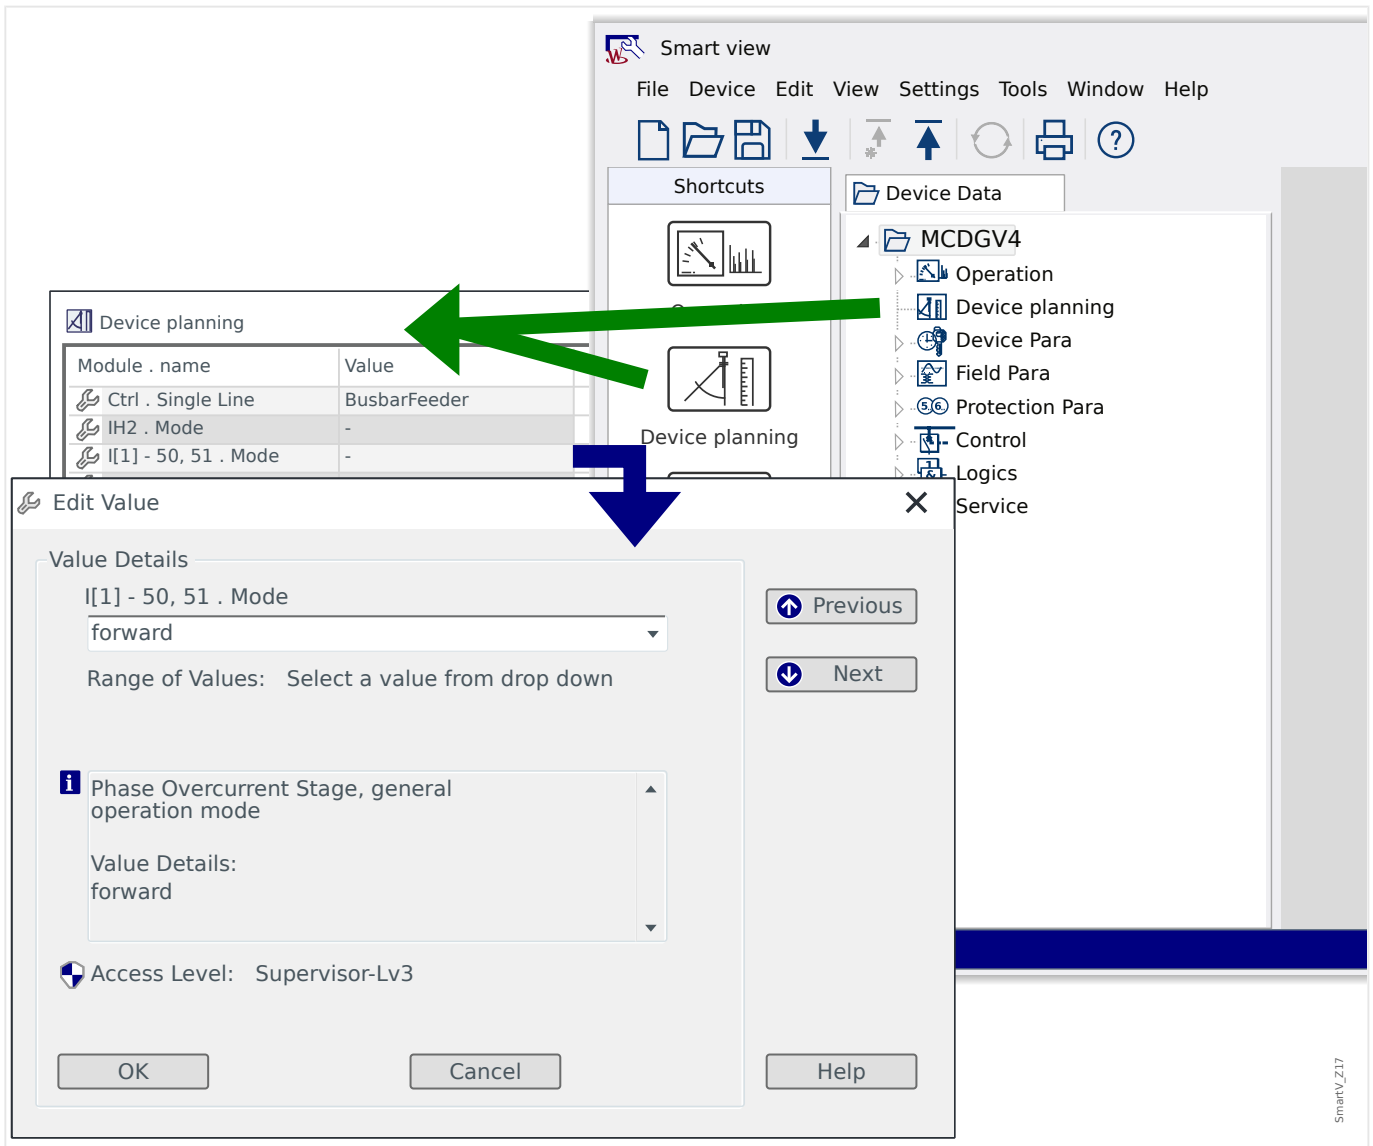 Smart view
File Device Edit View Settings Tools Window Help
Shortcuts
Device Data
MCDGV4
Operation
Device planning
Device Para
Field Para
Protection Para
Control
Logics
Service
Device planning
Device planning
Module . name Value
Ctrl . Single Line BusbarFeeder
IH2 . Mode -
I[1] - 50, 51 . Mode -
Edit Value
Value Details
I[1] - 50, 51 . Mode
forward
Range of Values: Select a value from drop down
Previous
Next
i
Phase Overcurrent Stage, general
operation mode
Value Details:
forward
Access Level: Supervisor-Lv3
OK Cancel Help
SmartV_Z17